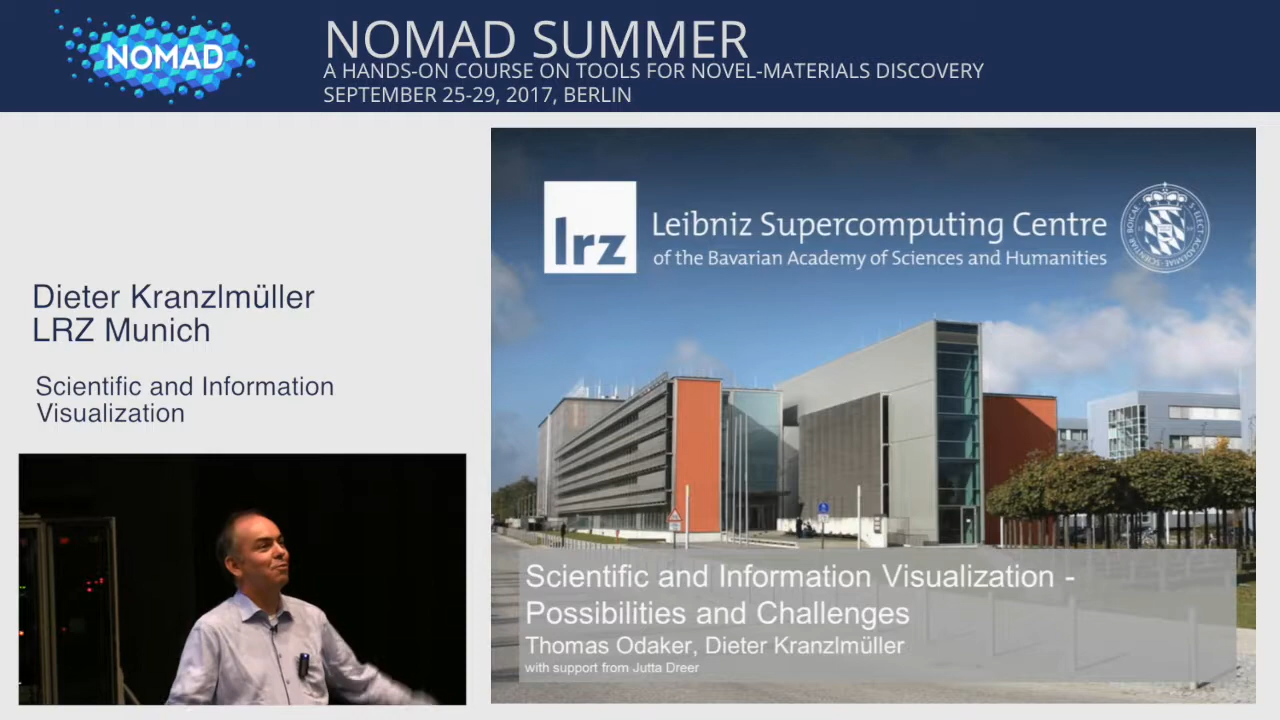 NOMAD
NOMAD SUMMER
A HANDS-ON COURSE ON TOOLS FOR NOVEL-MATERIALS DISCOVERY
SEPTEMBER 25-29, 2017, BERLIN
Dieter Kranzlmüller
LRZ Munich
Scientific and Information
Visualization
lrz
Leibniz Supercomputing Centre
of the Bavarian Academy of Sciences and Humanities
Scientific and Information Visualization -
Possibilities and Challenges
Thomas Odaker, Dieter Kranzlmüller
with support from Jutta Dreer